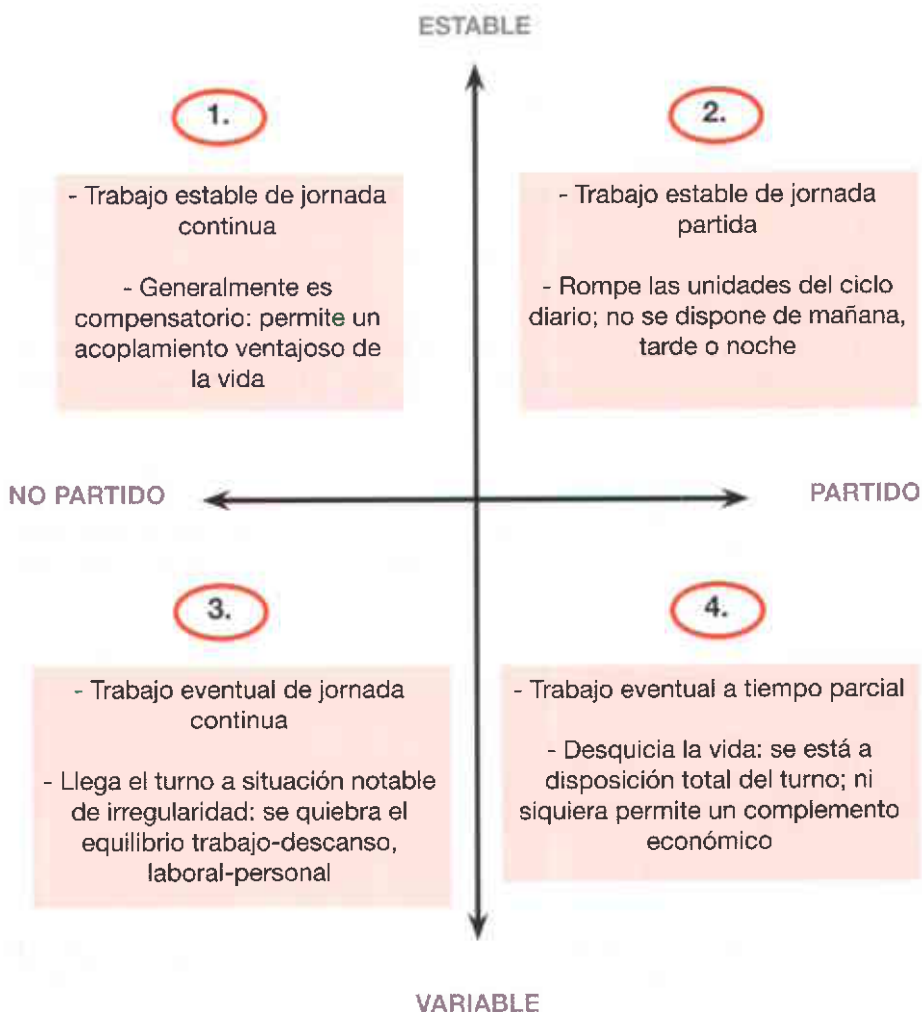 ESTABLE
1.
- Trabajo estable de jornada
continua
- Generalmente es
compensatorio: permite un
acoplamiento ventajoso de
la vida
2.
- Trabajo estable de jornada
partida
- Rompe las unidades del ciclo
diario; no se dispone de mañana,
tarde o noche
NO PARTIDO
PARTIDO
3.
- Trabajo eventual de jornada
continua
- Llega el turno a situación notable
de irregularidad: se quiebra el
equilibrio trabajo-descanso,
laboral-personal
4.
- Trabajo eventual a tiempo parcial
- Desquicia la vida: se está a
disposición total del turno; ni
siquiera permite un complemento
económico
VARIABLE